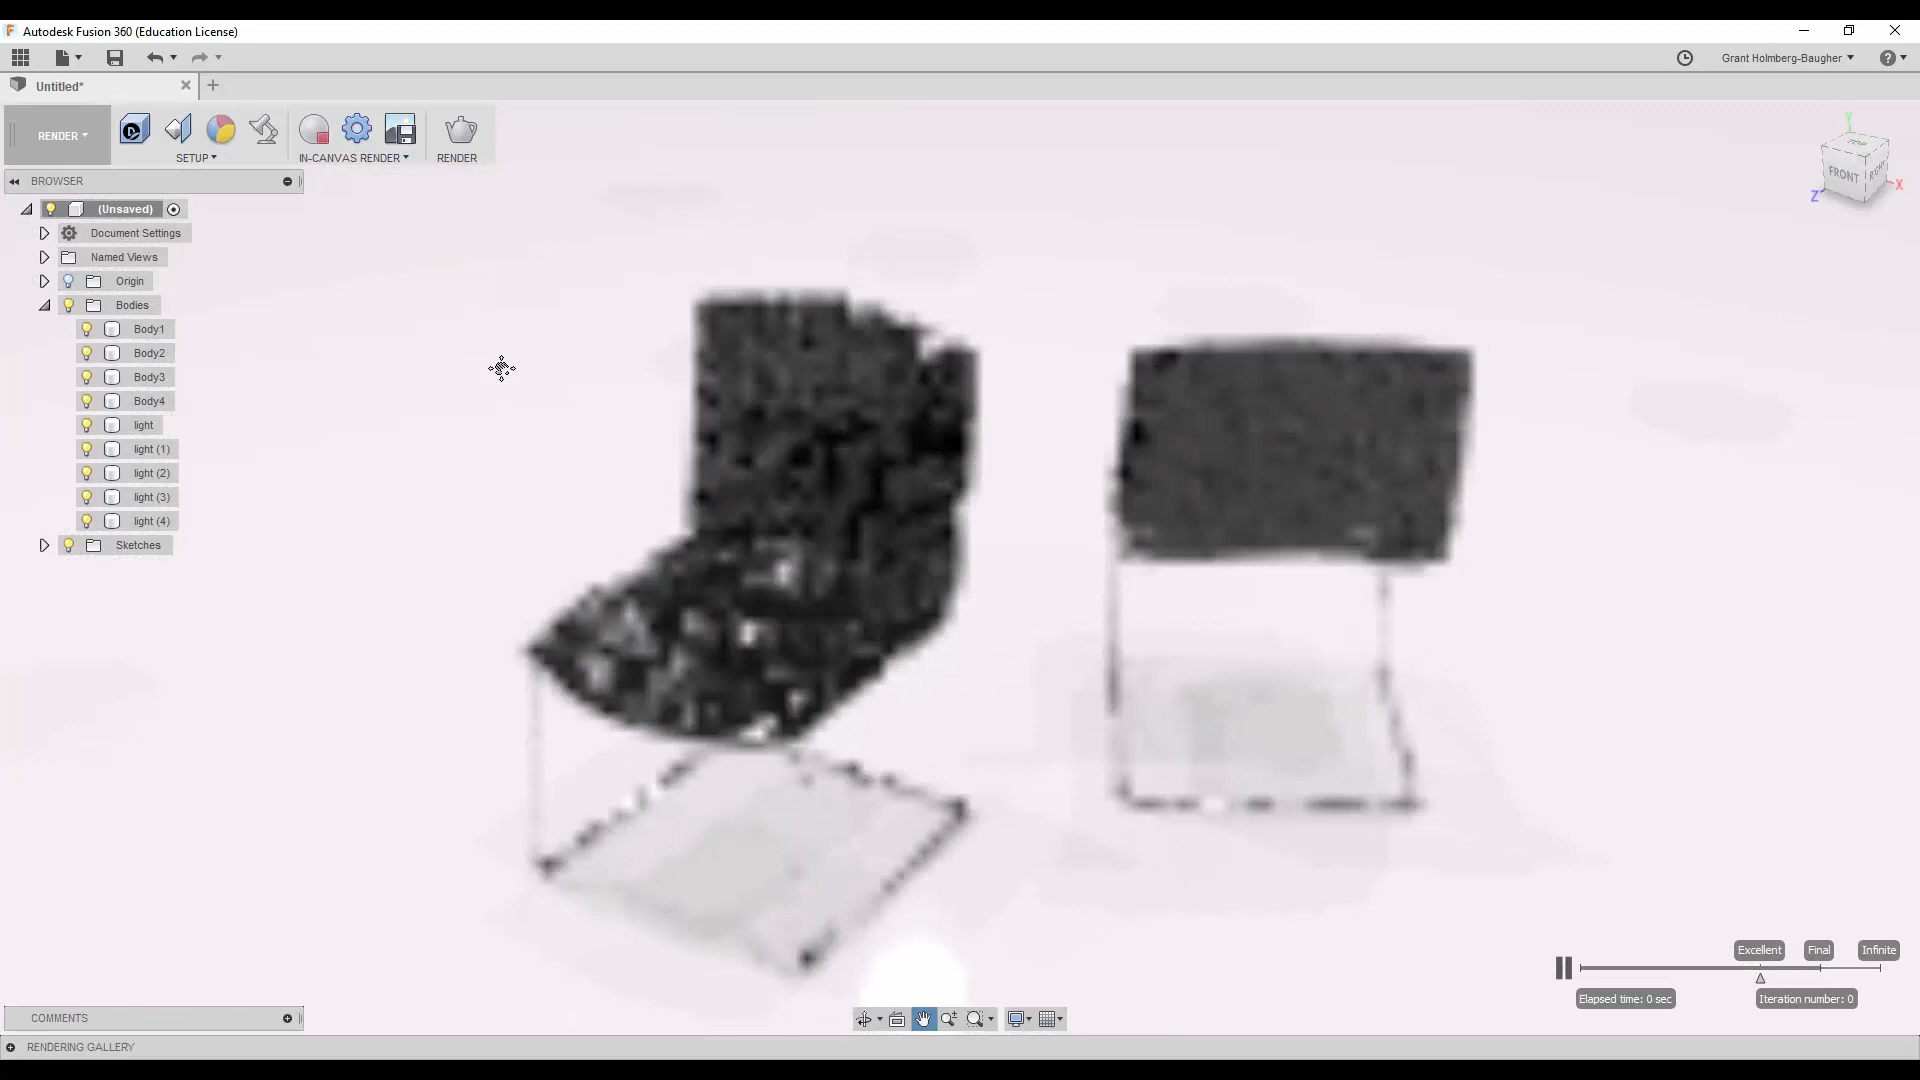 Autodesk Fusion 360 (Education License)
Grant Holmberg-Baugher
Untitled*
RENDER
SETUP
IN-CANVAS RENDER
RENDER
BROWSER
(Unsaved)
Document Settings
Named Views
Origin
Bodies
Body1
Body2
Body3
Body4
light
light (1)
light (2)
light (3)
light (4)
Sketches
Y
TOP
FRONT
RIGHT
X
Z
Excellent
Final
Infinite
Elapsed time: 0 sec
Iteration number: 0
COMMENTS
RENDERING GALLERY